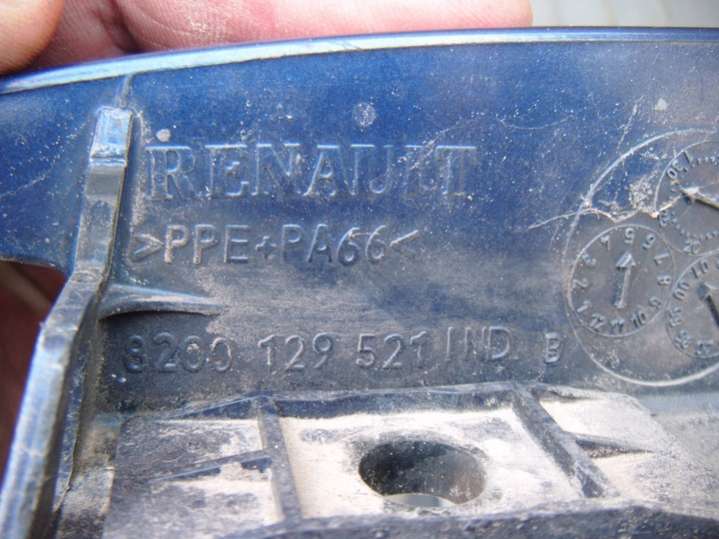 RENAULT
>PPE+PA66<
8200 129 521 IND. B